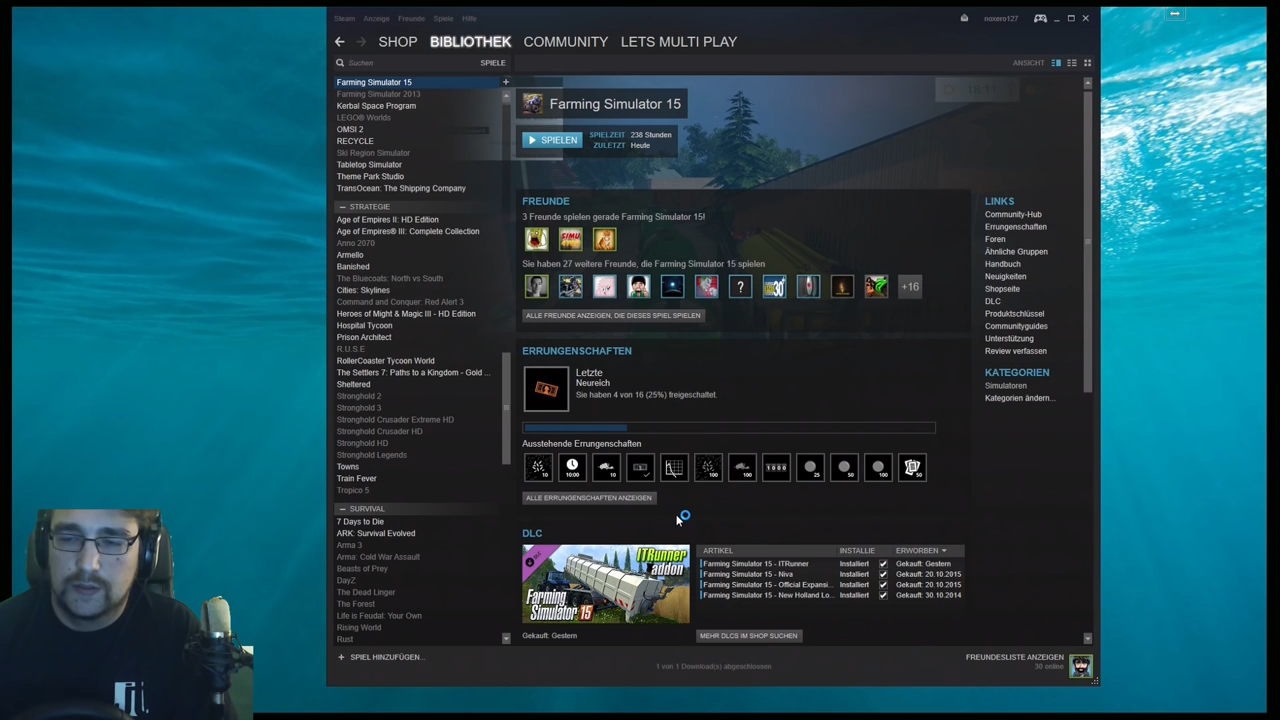 Steam Anzeige Freunde Spiele Hilfe
noxero127
SHOP BIBLIOTHEK COMMUNITY LETS MULTI PLAY
Suchen SPIELE
ANSICHT
Farming Simulator 15 +
Farming Simulator 2013
Kerbal Space Program
LEGO® Worlds
OMSI 2
RECYCLE
Ski Region Simulator
Tabletop Simulator
Theme Park Studio
TransOcean: The Shipping Company
— STRATEGIE
Age of Empires II: HD Edition
Age of Empires® III: Complete Collection
Anno 2070
Armello
Banished
The Bluecoats: North vs South
Cities: Skylines
Command and Conquer: Red Alert 3
Heroes of Might & Magic III - HD Edition
Hospital Tycoon
Prison Architect
R.U.S.E
RollerCoaster Tycoon World
The Settlers 7: Paths to a Kingdom - Gold ...
Sheltered
Stronghold 2
Stronghold 3
Stronghold Crusader Extreme HD
Stronghold Crusader HD
Stronghold HD
Stronghold Legends
Towns
Train Fever
Tropico 5
— SURVIVAL
7 Days to Die
ARK: Survival Evolved
Arma 3
Arma: Cold War Assault
Beasts of Prey
DayZ
The Dead Linger
The Forest
Life is Feudal: Your Own
Rising World
Rust
+ SPIEL HINZUFÜGEN...
Farming Simulator 15
SPIELEN
SPIELZEIT 238 Stunden
ZULETZT Heute
FREUNDE
3 Freunde spielen gerade Farming Simulator 15!
SIMU
Sie haben 27 weitere Freunde, die Farming Simulator 15 spielen
? 30+ +16
ALLE FREUNDE ANZEIGEN, DIE DIESES SPIEL SPIELEN
ERRUNGENSCHAFTEN
Letzte
Neureich
Sie haben 4 von 16 (25%) freigeschaltet.
Ausstehende Errungenschaften
10 10:00 10 100 100 1000 25 50 100 50
ALLE ERRUNGENSCHAFTEN ANZEIGEN
DLC
DLC
ITRunner
addon
Farming
Simulator 15
Gekauft: Gestern
ARTIKEL INSTALLIE ERWORBEN
Farming Simulator 15 - ITRunner Installiert Gekauft: Gestern
Farming Simulator 15 - Niva Installiert Gekauft: 20.10.2015
Farming Simulator 15 - Official Expansi... Installiert Gekauft: 20.10.2015
Farming Simulator 15 - New Holland Lo... Installiert Gekauft: 30.10.2014
MEHR DLCS IM SHOP SUCHEN
LINKS
Community-Hub
Errungenschaften
Foren
Ähnliche Gruppen
Handbuch
Neuigkeiten
Shopseite
DLC
Produktschlüssel
Communityguides
Unterstützung
Review verfassen
KATEGORIEN
Simulatoren
Kategorien ändern...
1 von 1 Download(s) abgeschlossen
FREUNDESLISTE ANZEIGEN
30 online